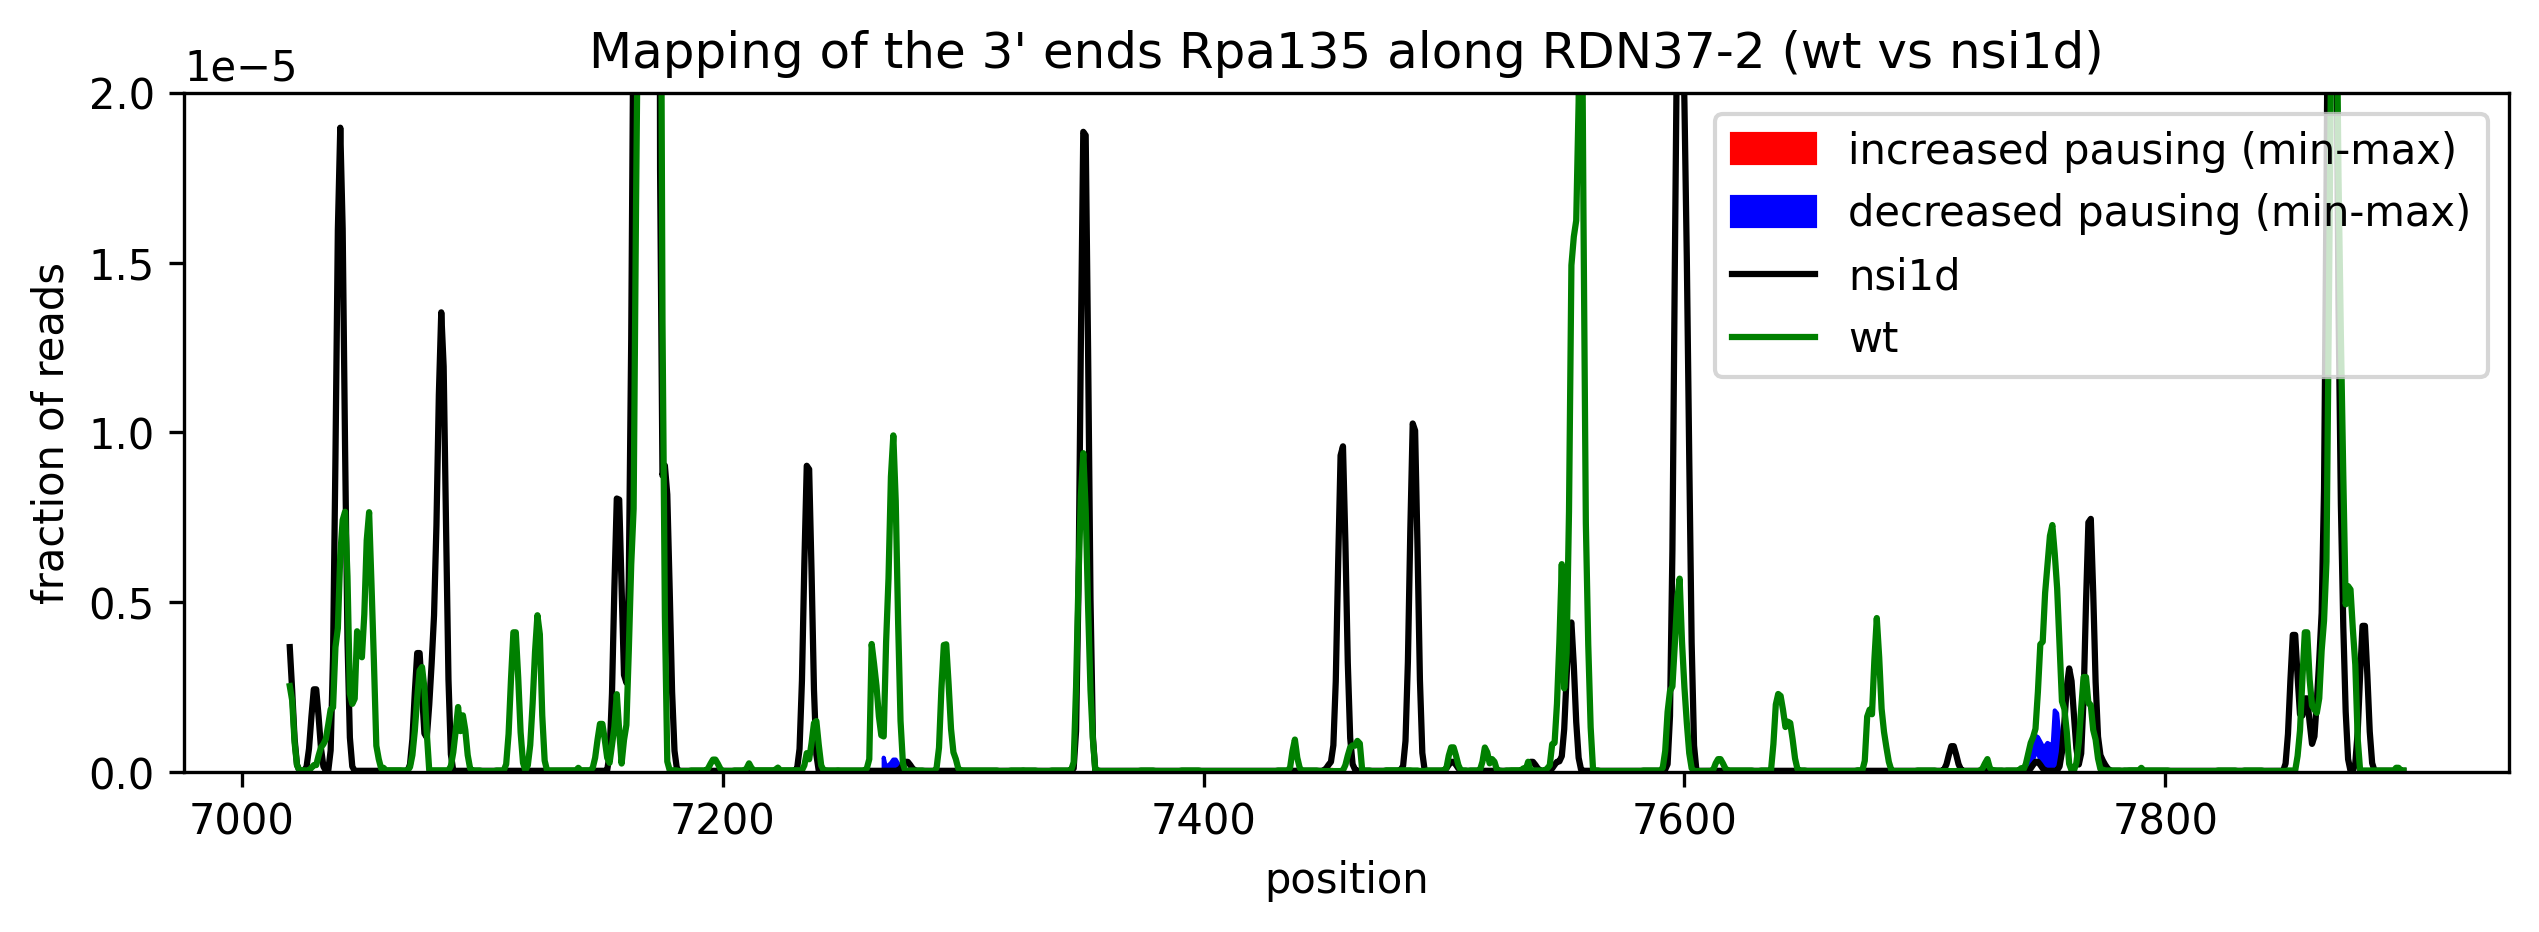 Mapping of the 3' ends Rpa135 along RDN37-2 (wt vs nsi1d)
1e−5
2.0
1.5
1.0
0.5
0.0
fraction of reads
increased pausing (min-max)
decreased pausing (min-max)
nsi1d
wt
7000 7200 7400 7600 7800
position